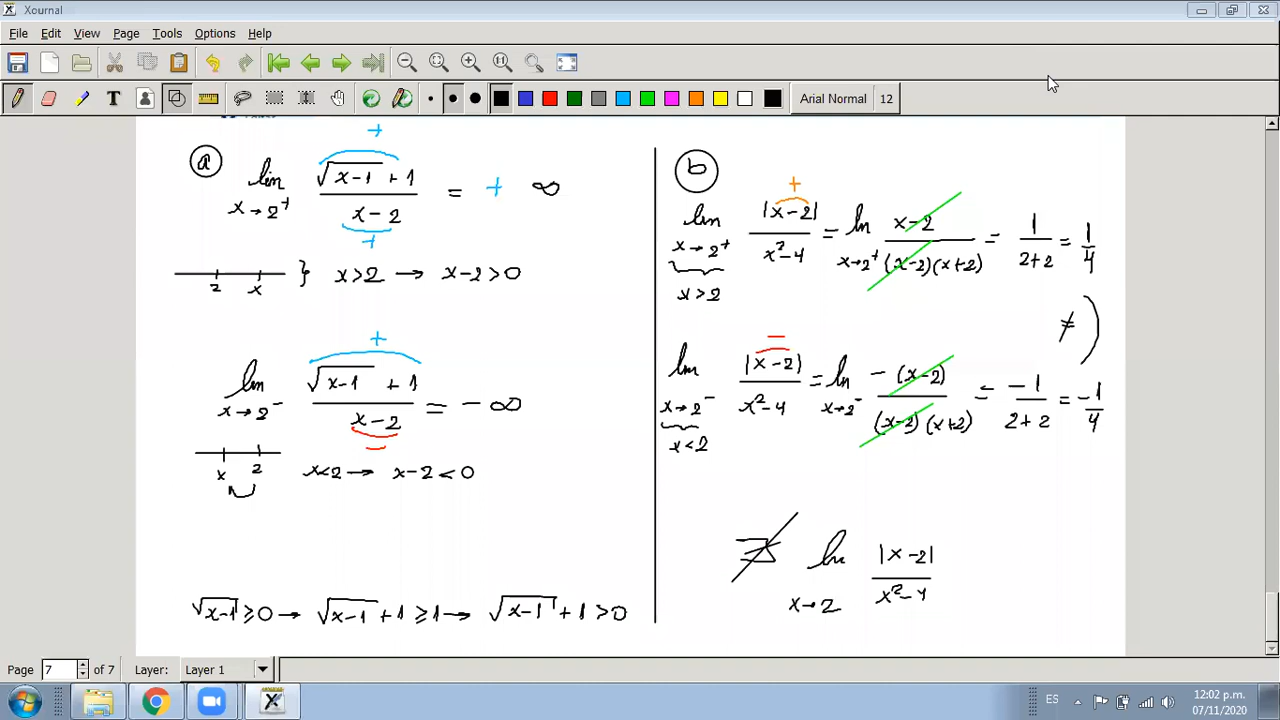 Xournal
File Edit View Page Tools Options Help
Arial Normal 12
a
+
lim x→2⁺ (√(x-1) + 1)/(x-2) = + ∞
+
2 x } x>2 → x-2>0
+
lim x→2⁻ (√(x-1) + 1)/(x-2) = - ∞
−
x 2 x<2 → x-2<0
√(x-1) ≥0 → √(x-1) +1 ≥1 → √(x-1) +1 >0
b
+
lim x→2⁺ |x-2|/(x²-4) = lim x→2⁺ (x-2)/((x-2)(x+2)) = 1/(2+2) = 1/4
x>2
≠ )
−
lim x→2⁻ |x-2|/(x²-4) = lim x→2⁻ -(x-2)/((x-2)(x+2)) = -1/(2+2) = -1/4
x<2
∄ lim x→2 |x-2|/(x²-4)
Page 7 of 7 Layer: Layer 1
ES 12:02 p.m.
07/11/2020